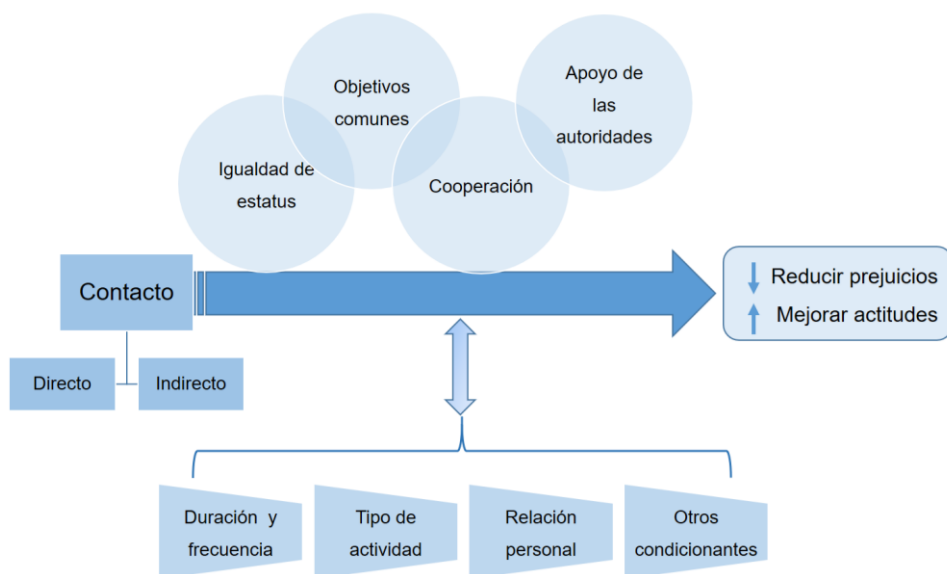 Objetivos
comunes
Apoyo de
las
autoridades
Igualdad de
estatus
Cooperación
Contacto
Directo
Indirecto
Reducir prejuicios
Mejorar actitudes
Duración y
frecuencia
Tipo de
actividad
Relación
personal
Otros
condicionantes